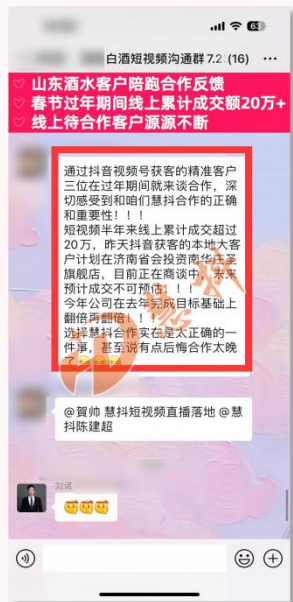 63
白酒短视频沟通群7.2(16)
山东酒水客户陪跑合作反馈
春节过年期间线上累计成交额20万+
线上待合作客户源源不断
通过抖音视频号获客的精准客户
三位在过年期间就来谈合作，深
切感受到和咱们慧抖合作的正确
和重要性！！！
短视频半年来线上累计成交超过
20万，昨天抖音获客的本地大客
户计划在济南省会投资南华庄圣
旗舰店，目前正在商谈中，未来
预计成交不可预估！！！
今年公司在去年完成目标基础上
翻倍再翻倍！！！
选择慧抖合作实在是太正确的一
件事，甚至说有点后悔合作太晚
了
慧抖
@賀帅 慧抖短视频直播落地 @慧
抖陈建超
刘诺